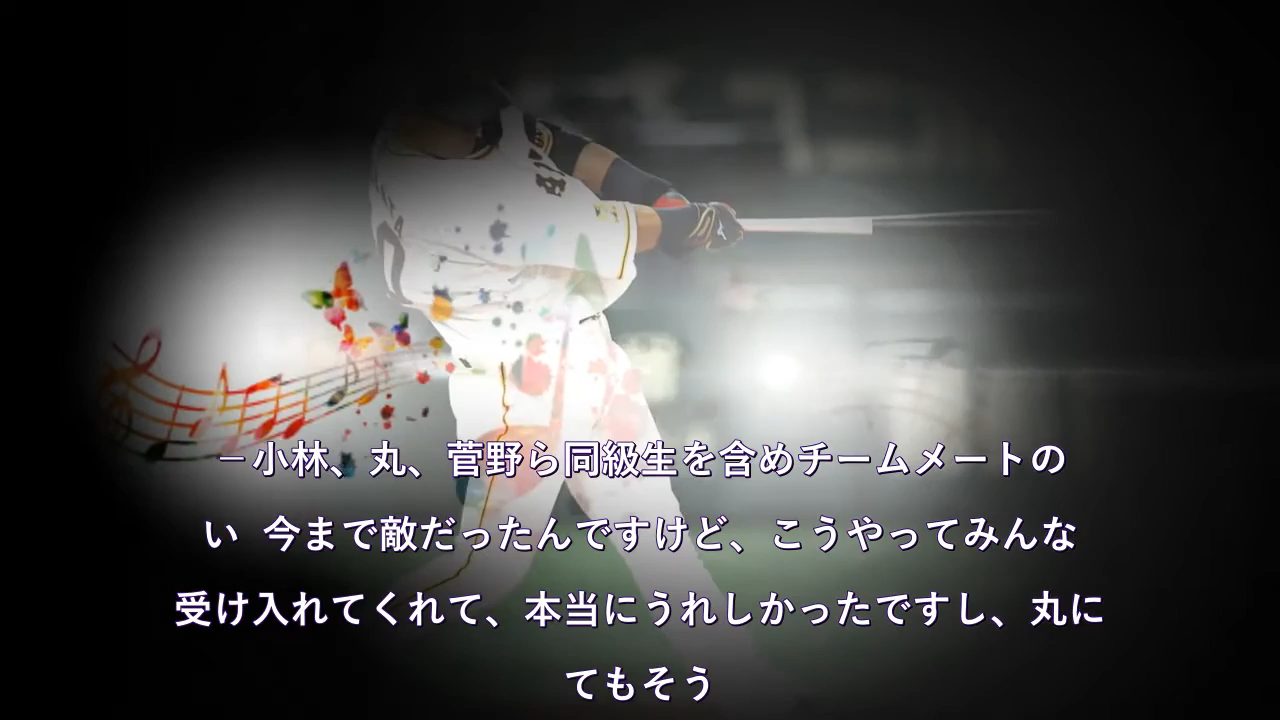 －小林、丸、菅野ら同級生を含めチームメートの
い 今まで敵だったんですけど、こうやってみんな
受け入れてくれて、本当にうれしかったですし、丸に
てもそう